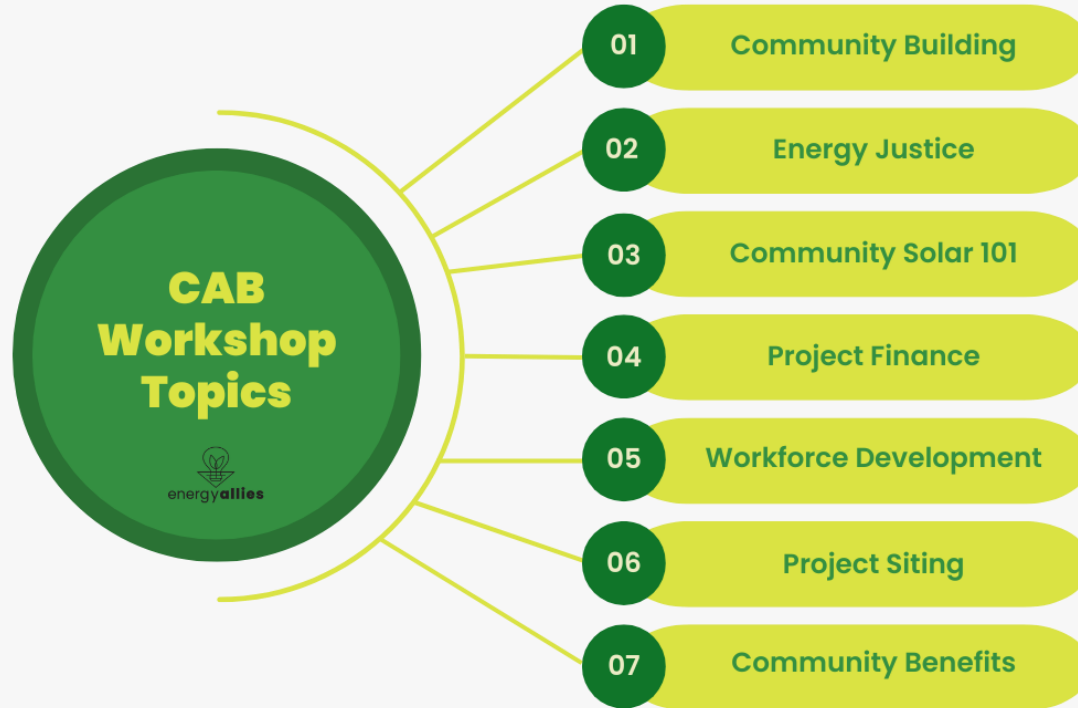 CAB
Workshop
Topics
energyallies
01 Community Building
02 Energy Justice
03 Community Solar 101
04 Project Finance
05 Workforce Development
06 Project Siting
07 Community Benefits